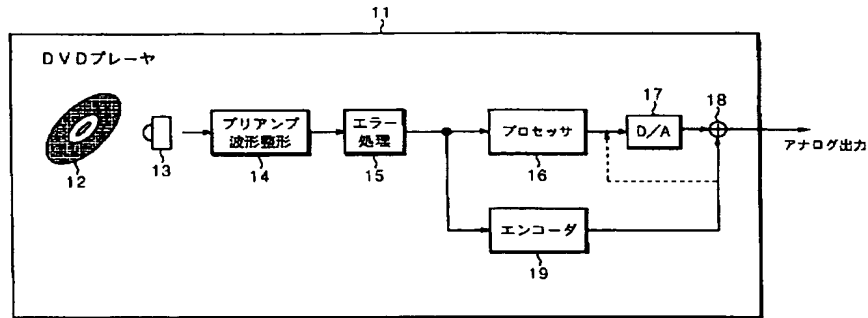 11
DVDプレーヤ
12
13
プリアンプ
波形整形
14
エラー
処理
15
プロセッサ
16
17
D/A
18
アナログ出力
エンコーダ
19